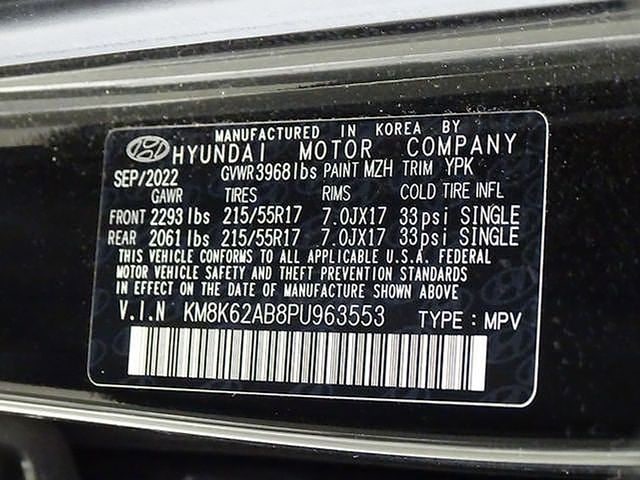 MANUFACTURED IN KOREA BY
HYUNDAI MOTOR COMPANY
SEP/2022 GVWR 3968 lbs PAINT MZH TRIM YPK
GAWR TIRES RIMS COLD TIRE INFL
FRONT 2293 lbs 215/55R17 7.0JX17 33psi SINGLE
REAR 2061 lbs 215/55R17 7.0JX17 33psi SINGLE
THIS VEHICLE CONFORMS TO ALL APPLICABLE U.S.A. FEDERAL
MOTOR VEHICLE SAFETY AND THEFT PREVENTION STANDARDS
IN EFFECT ON THE DATE OF MANUFACTURE SHOWN ABOVE
V.I.N KM8K62AB8PU963553 TYPE : MPV